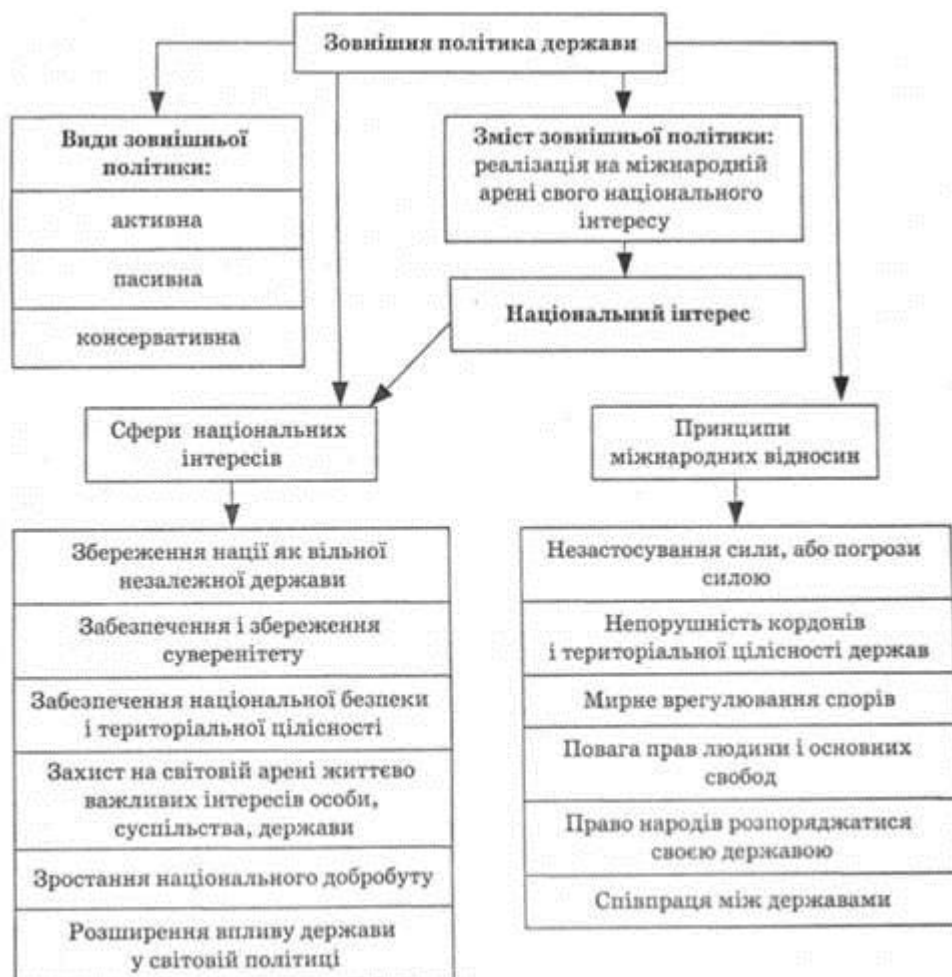 Зовнішня політика держави
Види зовнішньої
політики:
активна
пасивна
консервативна
Зміст зовнішньої політики:
реалізація на міжнародній
арені свого національного
інтересу
Національний інтерес
Сфери національних
інтересів
Принципи
міжнародних відносин
Збереження нації як вільної
незалежної держави
Забезпечення і збереження
суверенітету
Забезпечення національної безпеки
і територіальної цілісності
Захист на світовій арені життєво
важливих інтересів особи,
суспільства, держави
Зростання національного добробуту
Розширення впливу держави
у світовій політиці
Незастосування сили, або погрози
силою
Непорушність кордонів
і територіальної цілісності держав
Мирне врегулювання спорів
Повага прав людини і основних
свобод
Право народів розпоряджатися
своєю державою
Співпраця між державами